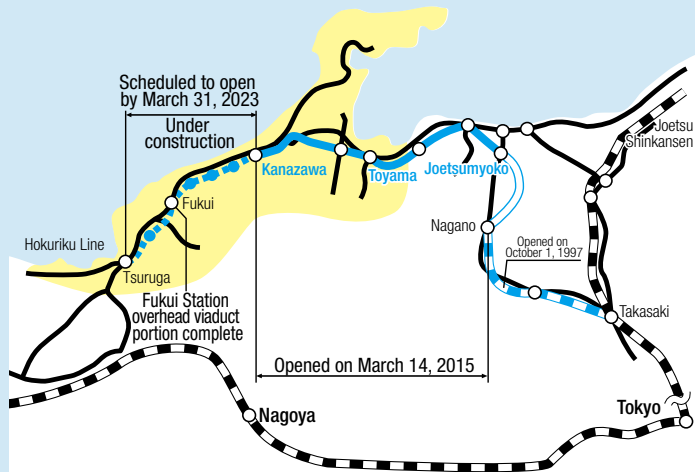 Scheduled to open
by March 31, 2023
Under
construction
Joetsu
Shinkansen
Kanazawa
Toyama
Joetsumyoko
Fukui
Nagano
Hokuriku Line
Opened on
October 1, 1997
Tsuruga
Fukui Station
overhead viaduct
portion complete
Takasaki
Opened on March 14, 2015
Nagoya
Tokyo